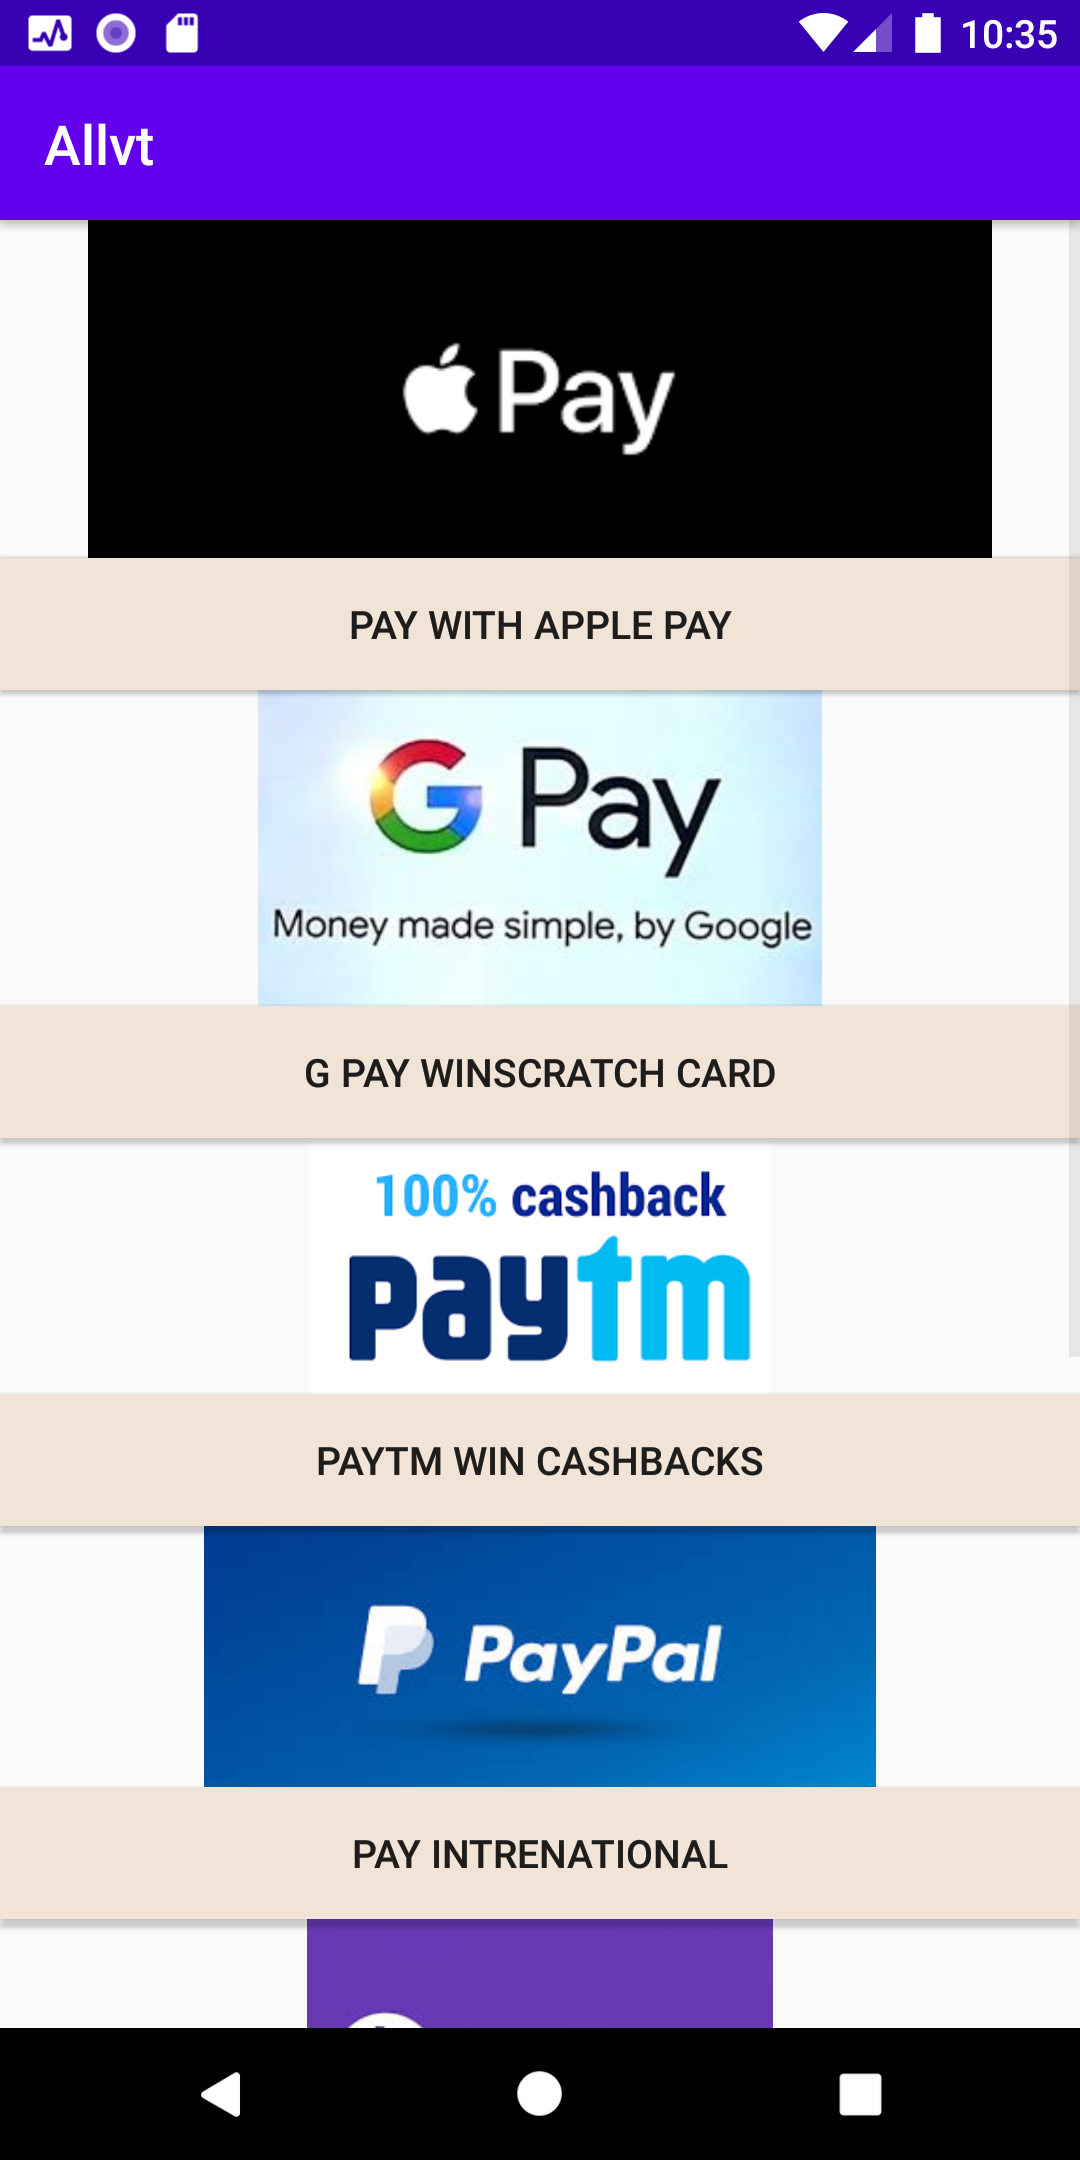 10:35
Allvt
Pay
PAY WITH APPLE PAY
G Pay
Money made simple, by Google
G PAY WINSCRATCH CARD
100% cashback
paytm
PAYTM WIN CASHBACKS
PayPal
PAY INTRENATIONAL